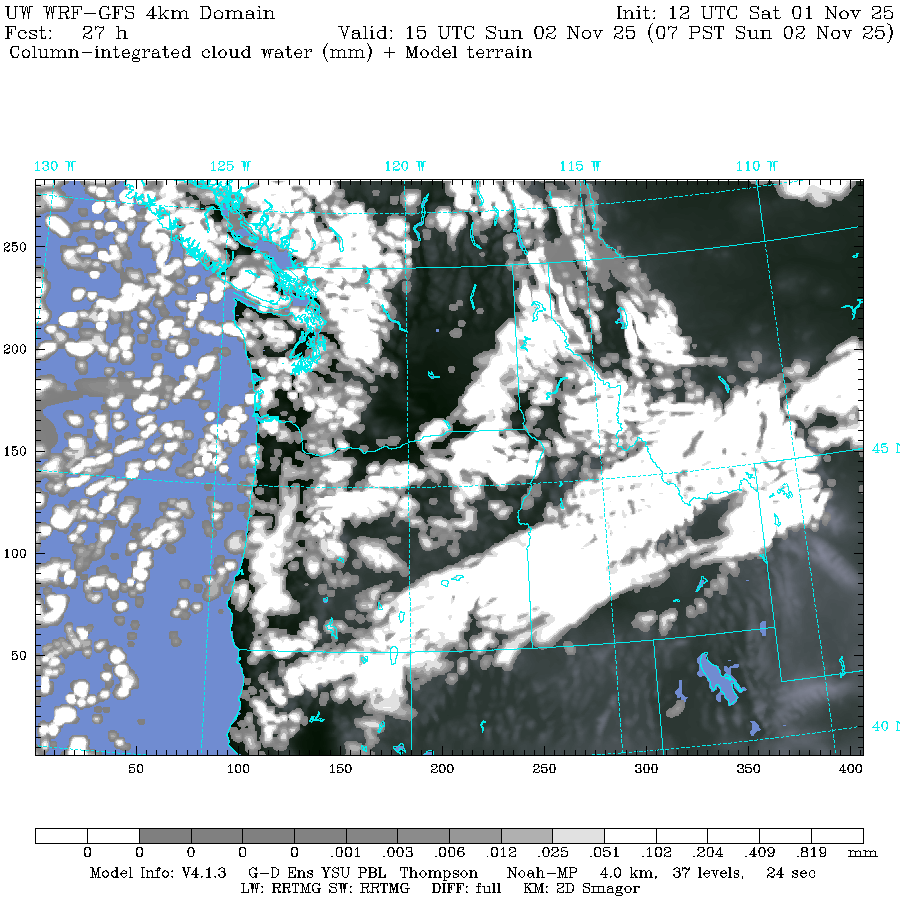 UW WRF-GFS 4km Domain Init: 12 UTC Sat 01 Nov 25
Fcst: 27 h Valid: 15 UTC Sun 02 Nov 25 (07 PST Sun 02 Nov 25)
Column-integrated cloud water (mm) + Model terrain
130 W 125 W 120 W 115 W 110 W
250
200
150
45 N
100
50
40 N
50 100 150 200 250 300 350 400
0 0 0 0 0 .001 .003 .006 .012 .025 .051 .102 .204 .409 .819 mm
Model Info: V4.1.3 G-D Ens YSU PBL Thompson Noah-MP 4.0 km, 37 levels, 24 sec
LW: RRTMG SW: RRTMG DIFF: full KM: 2D Smagor